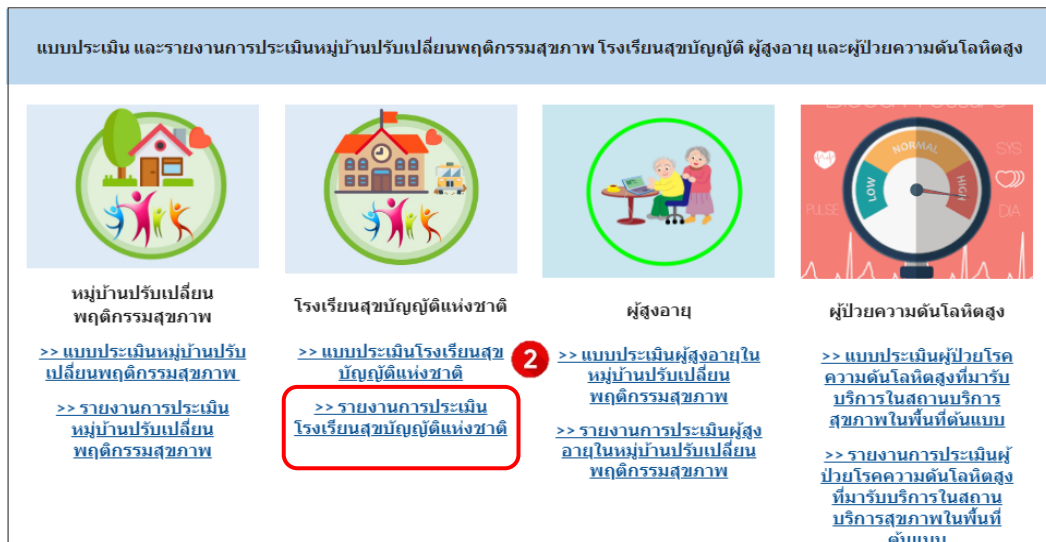 แบบประเมิน และรายงานการประเมินหมู่บ้านปรับเปลี่ยนพฤติกรรมสุขภาพ โรงเรียนสุขบัญญัติ ผู้สูงอายุ และผู้ป่วยความดันโลหิตสูง
NORMAL
LOW
HIGH
SYS
PULSE
DIA
หมู่บ้านปรับเปลี่ยน
พฤติกรรมสุขภาพ
>> แบบประเมินหมู่บ้านปรับ
เปลี่ยนพฤติกรรมสุขภาพ
>> รายงานการประเมิน
หมู่บ้านปรับเปลี่ยน
พฤติกรรมสุขภาพ
โรงเรียนสุขบัญญัติแห่งชาติ
>> แบบประเมินโรงเรียนสุข
บัญญัติแห่งชาติ
2
>> รายงานการประเมิน
โรงเรียนสุขบัญญัติแห่งชาติ
ผู้สูงอายุ
>> แบบประเมินผู้สูงอายุใน
หมู่บ้านปรับเปลี่ยน
พฤติกรรมสุขภาพ
>> รายงานการประเมินผู้สูง
อายุในหมู่บ้านปรับเปลี่ยน
พฤติกรรมสุขภาพ
ผู้ป่วยความดันโลหิตสูง
>> แบบประเมินผู้ป่วยโรค
ความดันโลหิตสูงที่มารับ
บริการในสถานบริการ
สุขภาพในพื้นที่ต้นแบบ
>> รายงานการประเมินผู้
ป่วยโรคความดันโลหิตสูง
ที่มารับบริการในสถาน
บริการสุขภาพในพื้นที่
ต้นแบบ